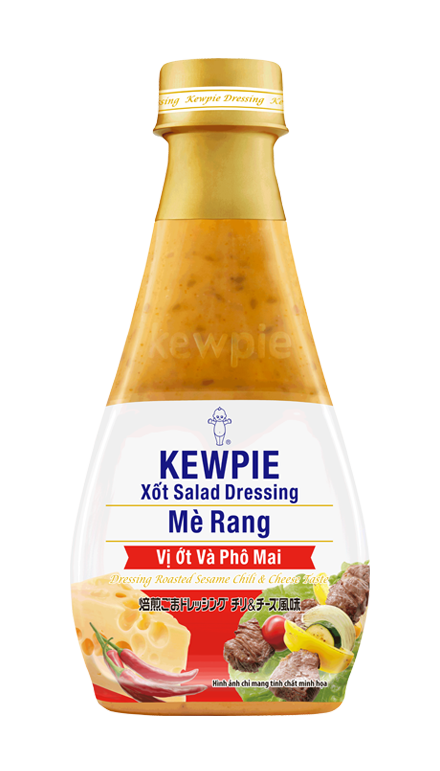 Kewpie Dressing
kewpie
®
KEWPIE
Xốt Salad Dressing
Mè Rang
Vị Ớt Và Phô Mai
Dressing Roasted Sesame Chili & Cheese Taste
焙煎ごまドレッシング チリ&チーズ風味
Hình ảnh chỉ mang tính chất minh họa